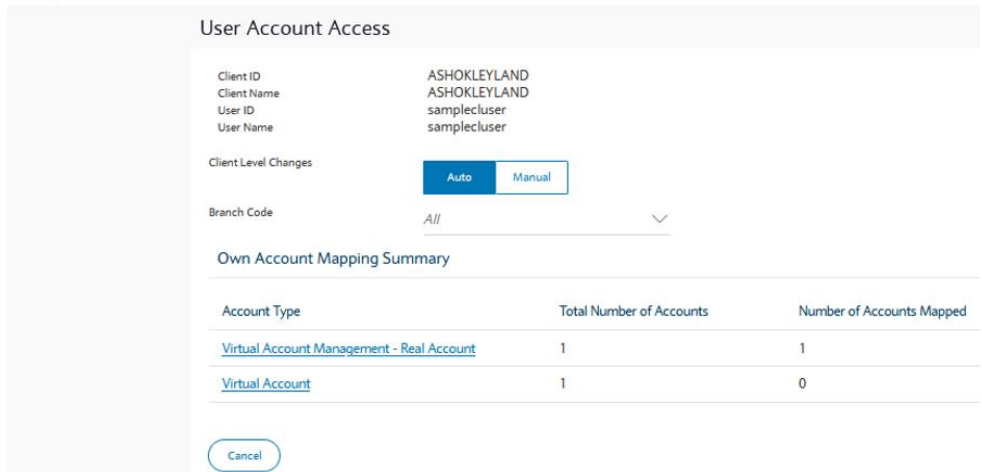 User Account Access
Client ID ASHOKLEYLAND
Client Name ASHOKLEYLAND
User ID samplecluser
User Name samplecluser
Client Level Changes Auto Manual
Branch Code All
Own Account Mapping Summary
Account Type Total Number of Accounts Number of Accounts Mapped
Virtual Account Management - Real Account 1 1
Virtual Account 1 0
Cancel